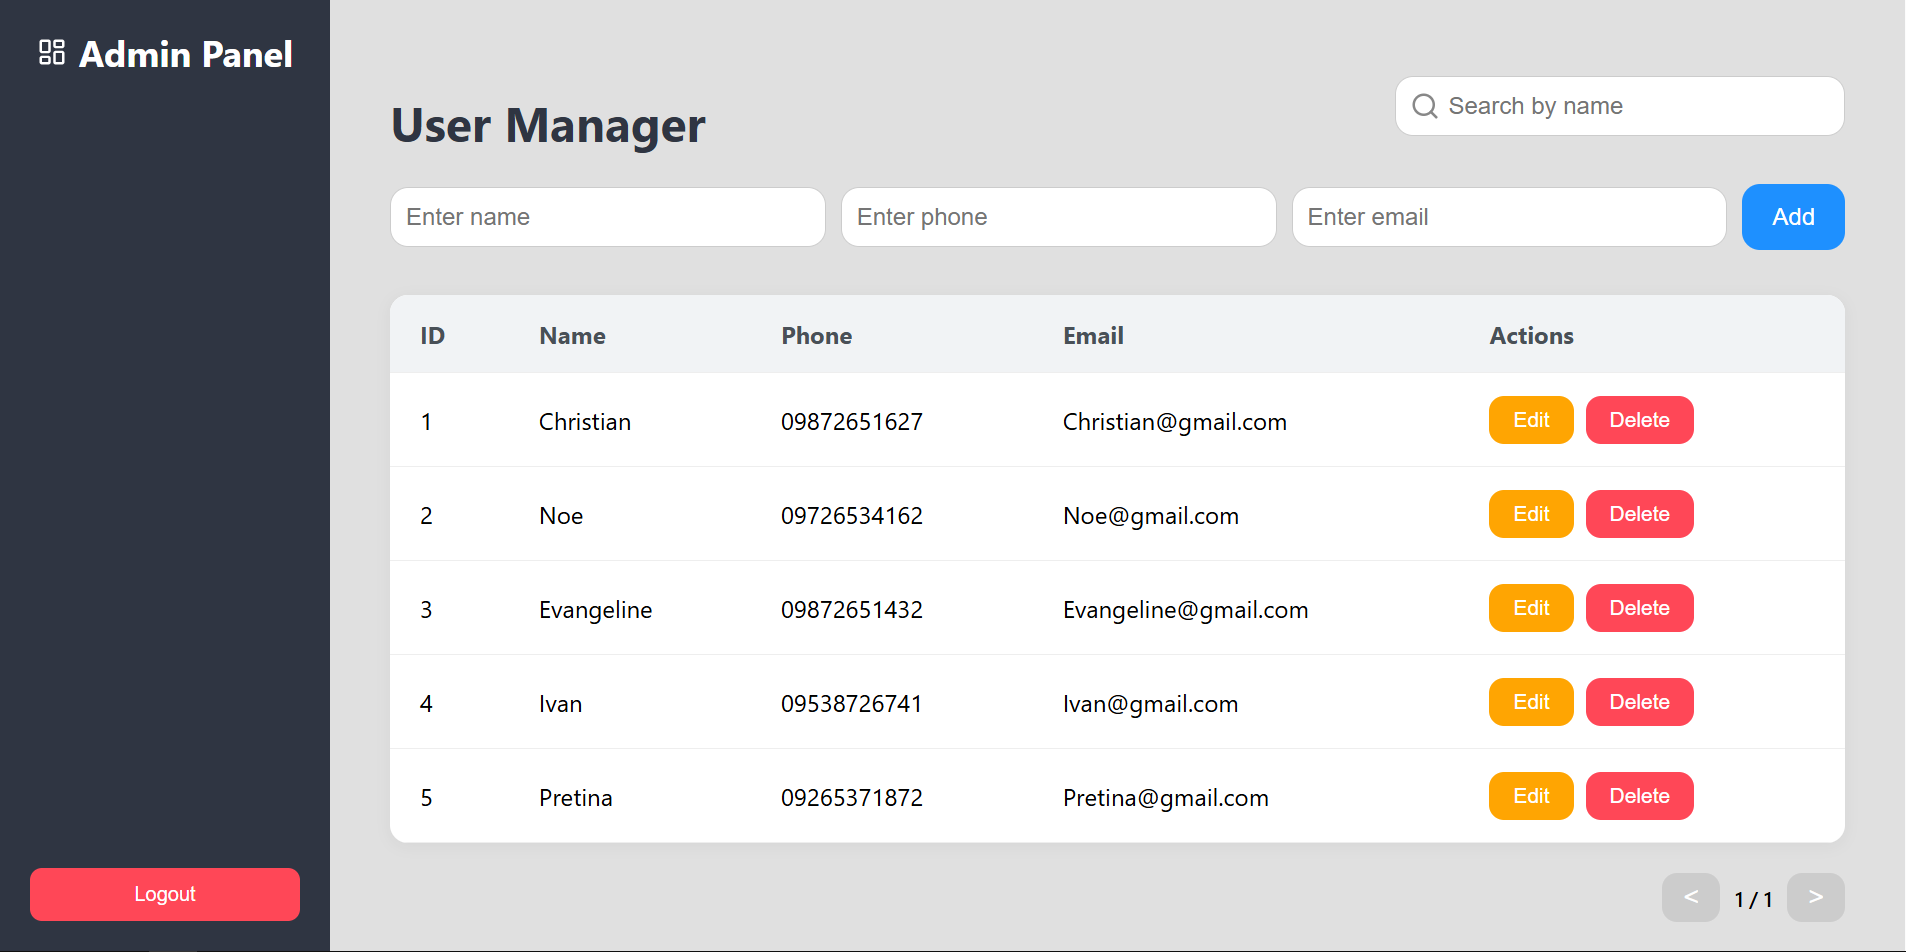 Admin Panel
Search by name
User Manager
Enter name Enter phone Enter email Add
ID Name Phone Email Actions
1 Christian 09872651627 Christian@gmail.com Edit Delete
2 Noe 09726534162 Noe@gmail.com Edit Delete
3 Evangeline 09872651432 Evangeline@gmail.com Edit Delete
4 Ivan 09538726741 Ivan@gmail.com Edit Delete
5 Pretina 09265371872 Pretina@gmail.com Edit Delete
Logout
< 1 / 1 >